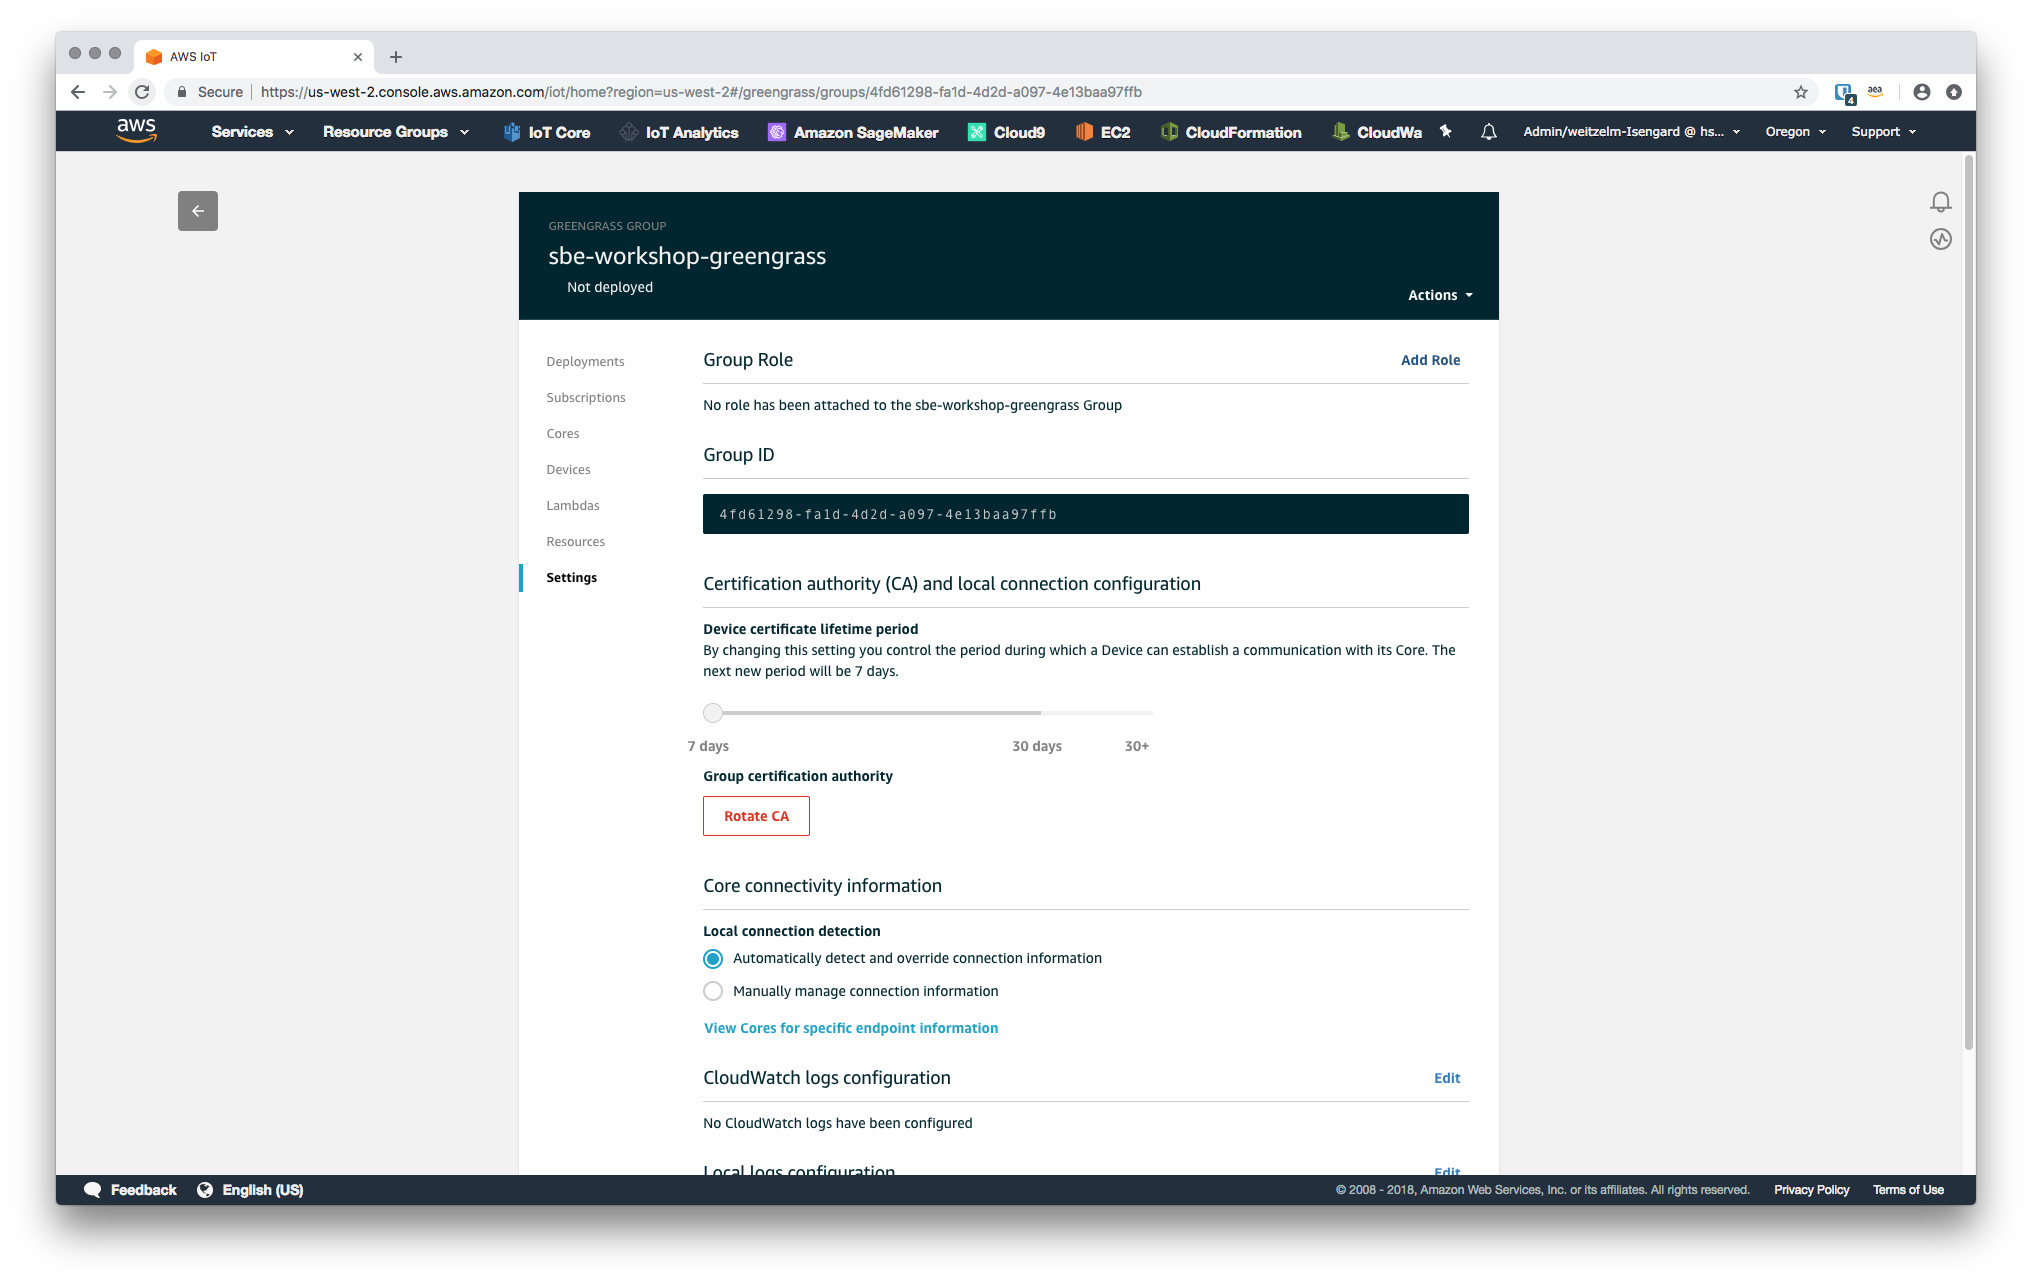 AWS IoT
Secure https://us-west-2.console.aws.amazon.com/iot/home?region=us-west-2#/greengrass/groups/4fd61298-fa1d-4d2d-a097-4e13baa97ffb
4
aea
aws Services Resource Groups IoT Core IoT Analytics Amazon SageMaker Cloud9 EC2 CloudFormation CloudWa Admin/weitzelm-Isengard @ hs... Oregon Support
GREENGRASS GROUP
sbe-workshop-greengrass
Not deployed
Actions
Deployments
Subscriptions
Cores
Devices
Lambdas
Resources
Settings
Group Role Add Role
No role has been attached to the sbe-workshop-greengrass Group
Group ID
4fd61298-fa1d-4d2d-a097-4e13baa97ffb
Certification authority (CA) and local connection configuration
Device certificate lifetime period
By changing this setting you control the period during which a Device can establish a communication with its Core. The
next new period will be 7 days.
7 days 30 days 30+
Group certification authority
Rotate CA
Core connectivity information
Local connection detection
Automatically detect and override connection information
Manually manage connection information
View Cores for specific endpoint information
CloudWatch logs configuration Edit
No CloudWatch logs have been configured
Local logs configuration Edit
Feedback English (US) © 2008 - 2018, Amazon Web Services, Inc. or its affiliates. All rights reserved. Privacy Policy Terms of Use